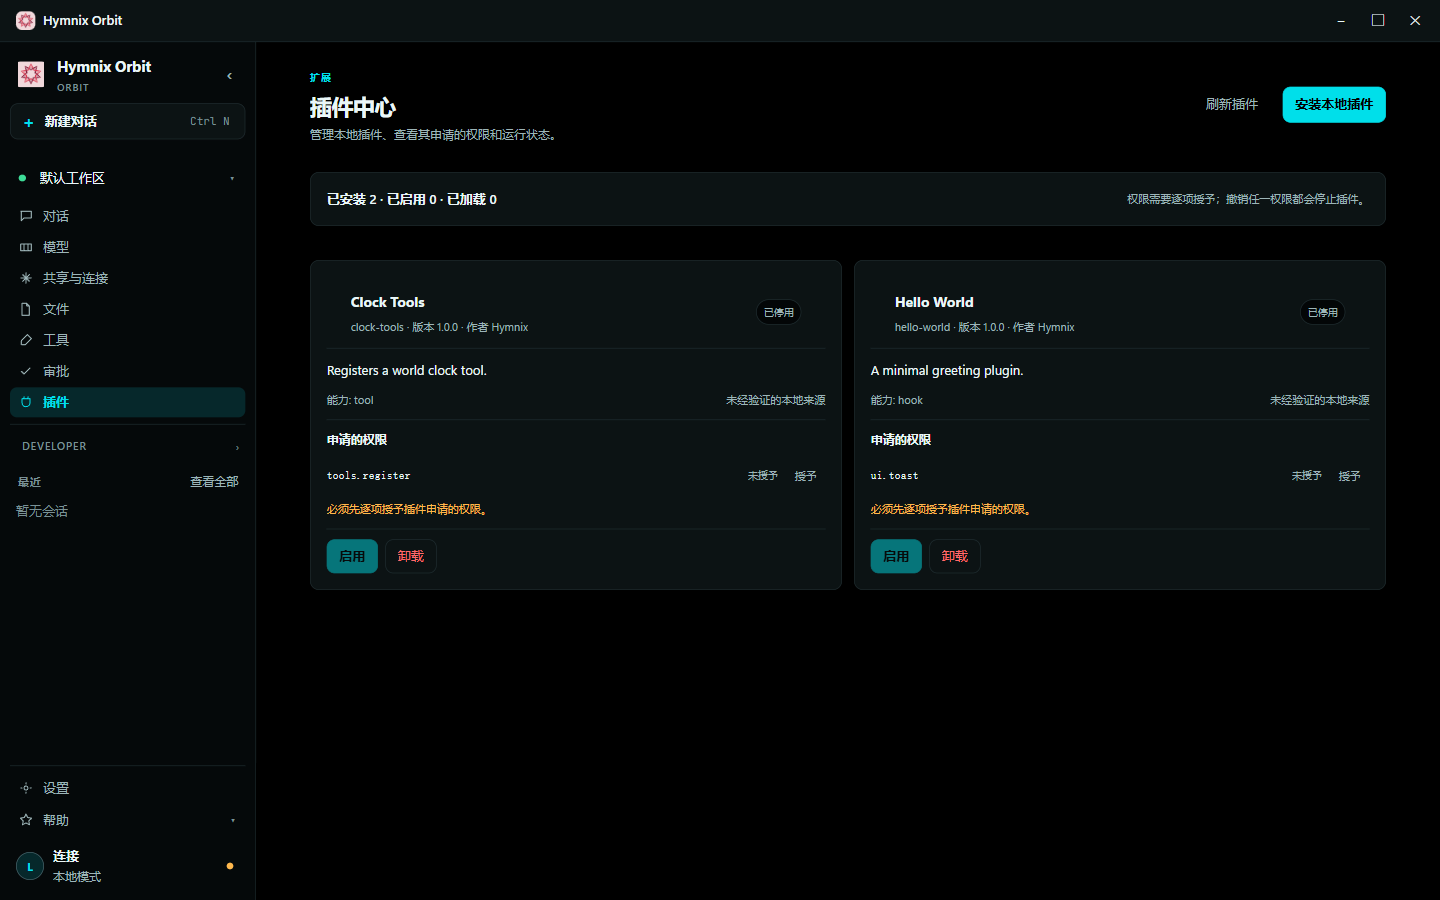 Hymnix Orbit
Hymnix Orbit
ORBIT
新建对话 Ctrl N
默认工作区
对话
模型
共享与连接
文件
工具
审批
插件
DEVELOPER
最近 查看全部
暂无会话
设置
帮助
L
连接
本地模式
扩展
插件中心
管理本地插件、查看其申请的权限和运行状态。
刷新插件 安装本地插件
已安装 2 · 已启用 0 · 已加载 0
权限需要逐项授予；撤销任一权限都会停止插件。
Clock Tools
clock-tools · 版本 1.0.0 · 作者 Hymnix
已停用
Registers a world clock tool.
能力: tool 未经验证的本地来源
申请的权限
tools.register 未授予 授予
必须先逐项授予插件申请的权限。
启用 卸载
Hello World
hello-world · 版本 1.0.0 · 作者 Hymnix
已停用
A minimal greeting plugin.
能力: hook 未经验证的本地来源
申请的权限
ui.toast 未授予 授予
必须先逐项授予插件申请的权限。
启用 卸载